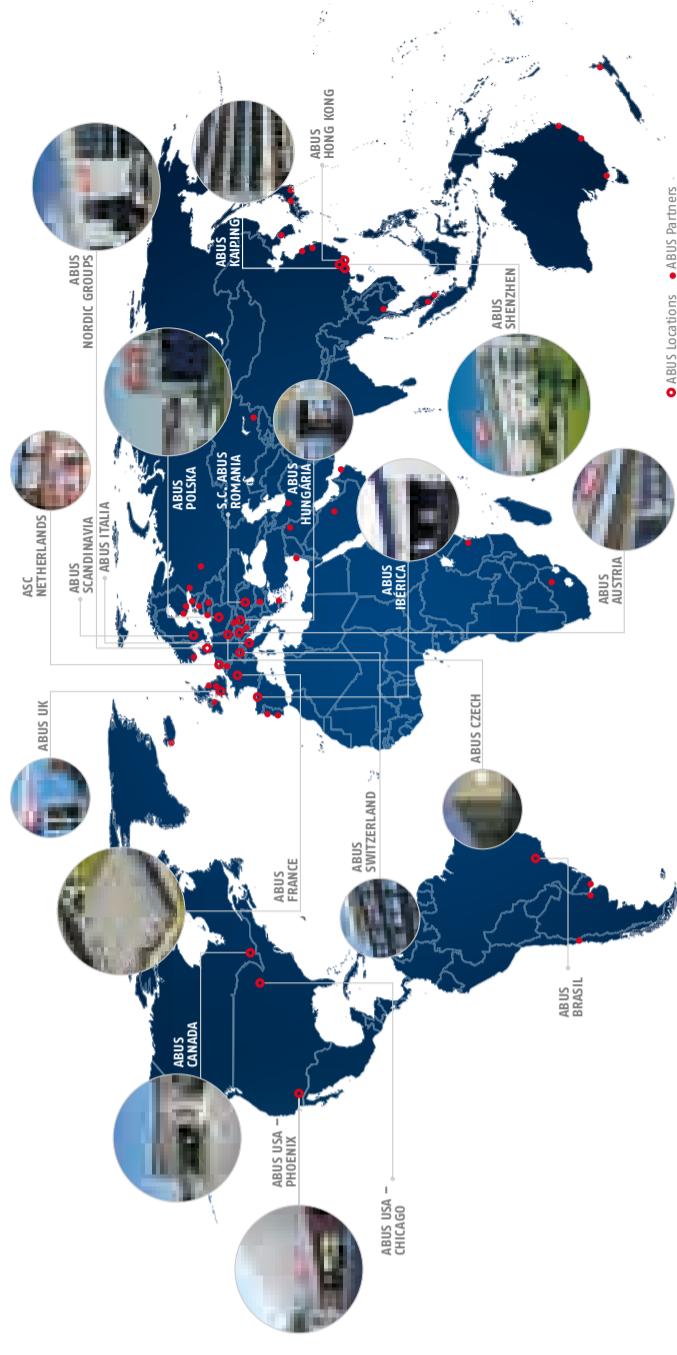 ABUS USA –
PHOENIX
ABUS USA –
CHICAGO
ABUS
CANADA
ABUS
FRANCE
ABUS
SWITZERLAND
ABUS
BRASIL
ABUS UK
ABUS CZECH
ASC
NETHERLANDS
ABUS
SCANDINAVIA
ABUS ITALIA
ABUS
POLSKA
S.C. ABUS
ROMANIA
ABUS
HUNGÁRIA
ABUS
IBÉRICA
ABUS
AUSTRIA
ABUS
NORDIC GROUPS
ABUS
KAIPING
ABUS
HONG KONG
ABUS
SHENZHEN
ABUS Locations
ABUS Partners